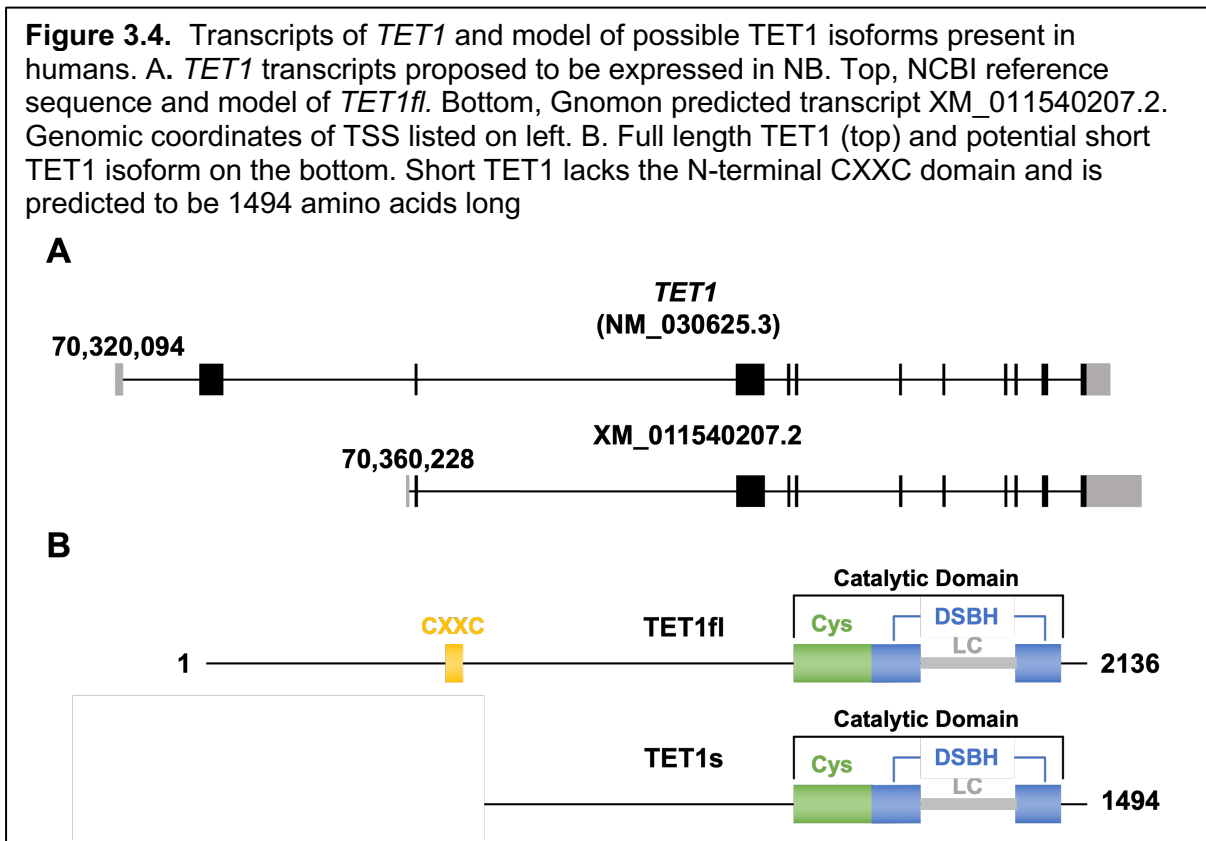 Figure 3.4. Transcripts of TET1 and model of possible TET1 isoforms present in
humans. A. TET1 transcripts proposed to be expressed in NB. Top, NCBI reference
sequence and model of TET1fl. Bottom, Gnomon predicted transcript XM_011540207.2.
Genomic coordinates of TSS listed on left. B. Full length TET1 (top) and potential short
TET1 isoform on the bottom. Short TET1 lacks the N-terminal CXXC domain and is
predicted to be 1494 amino acids long
A
TET1
(NM_030625.3)
70,320,094
XM_011540207.2
70,360,228
B
Catalytic Domain
CXXC
TET1fl
Cys
DSBH
LC
1
2136
Catalytic Domain
TET1s
Cys
DSBH
LC
1494